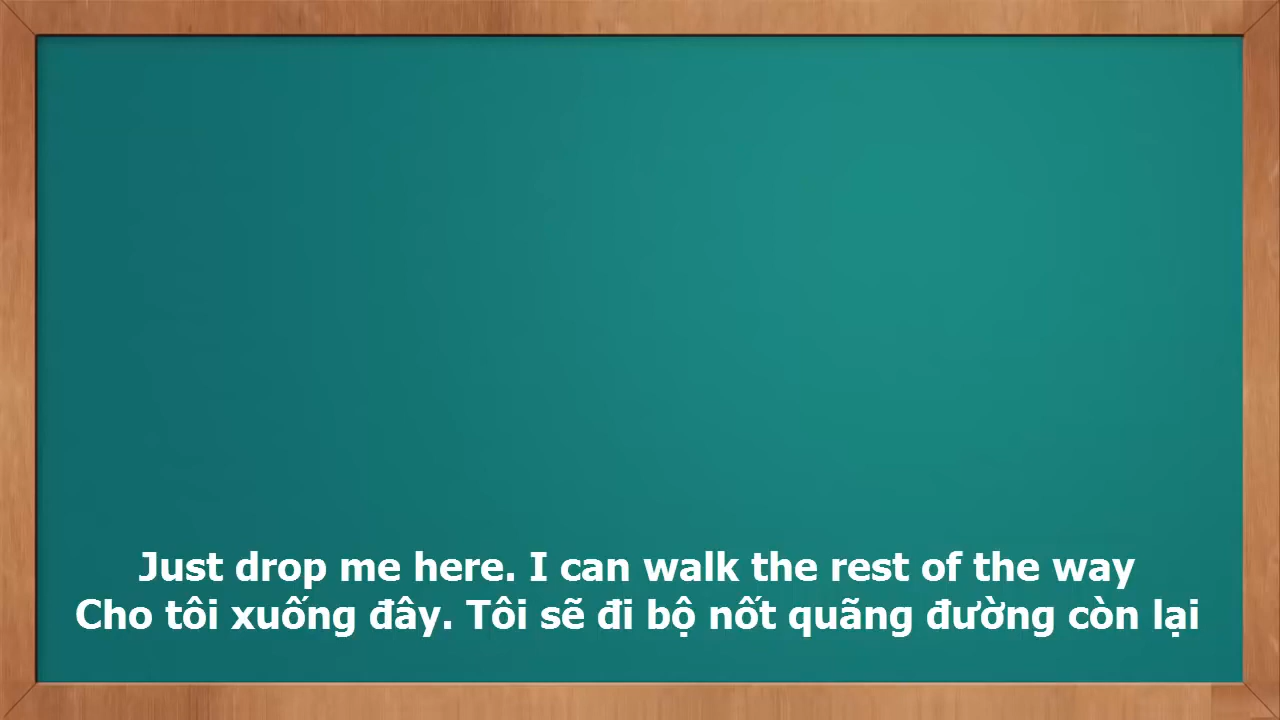 Just drop me here. I can walk the rest of the way
Cho tôi xuống đây. Tôi sẽ đi bộ nốt quãng đường còn lại